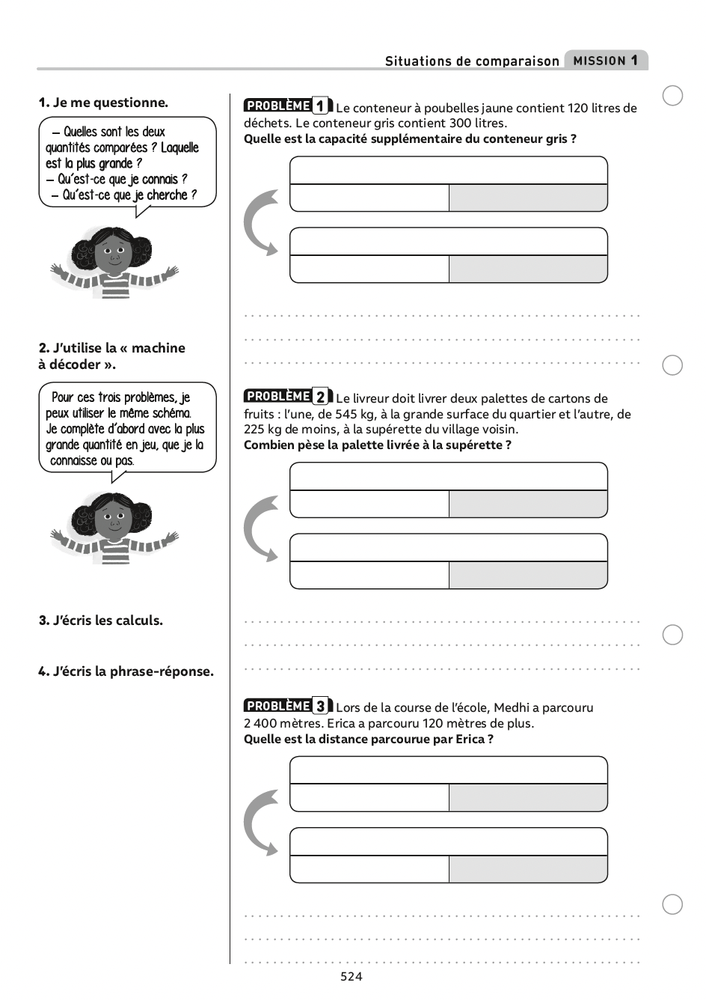 Situations de comparaison MISSION 1
1. Je me questionne.
– Quelles sont les deux
quantités comparées ? Laquelle
est la plus grande ?
– Qu'est-ce que je connais ?
– Qu'est-ce que je cherche ?
2. J'utilise la « machine
à décoder ».
Pour ces trois problèmes, je
peux utiliser le même schéma.
Je complète d'abord avec la plus
grande quantité en jeu, que je la
connaisse ou pas.
3. J'écris les calculs.
4. J'écris la phrase-réponse.
PROBLÈME 1 Le conteneur à poubelles jaune contient 120 litres de
déchets. Le conteneur gris contient 300 litres.
Quelle est la capacité supplémentaire du conteneur gris ?
PROBLÈME 2 Le livreur doit livrer deux palettes de cartons de
fruits : l'une, de 545 kg, à la grande surface du quartier et l'autre, de
225 kg de moins, à la supérette du village voisin.
Combien pèse la palette livrée à la supérette ?
PROBLÈME 3 Lors de la course de l'école, Medhi a parcouru
2 400 mètres. Erica a parcouru 120 mètres de plus.
Quelle est la distance parcourue par Erica ?
524